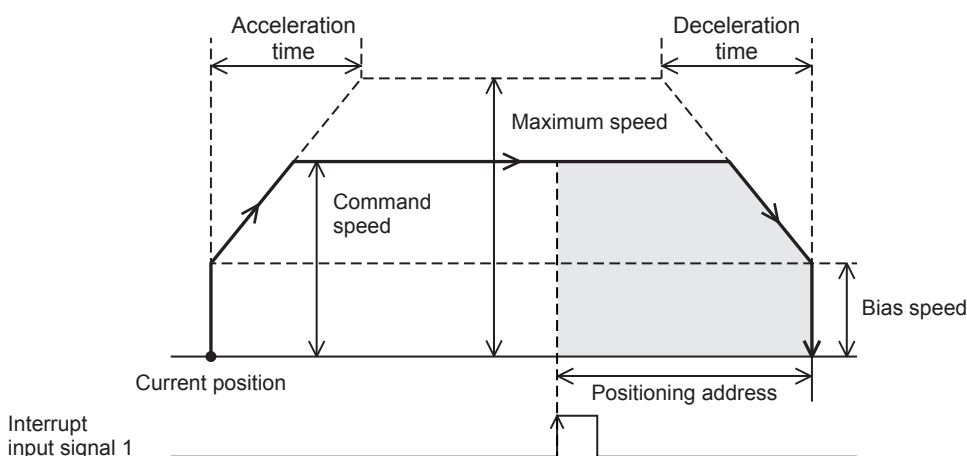 Acceleration
time
Deceleration
time
Maximum speed
Command
speed
Bias speed
Current position
Positioning address
Interrupt
input signal 1